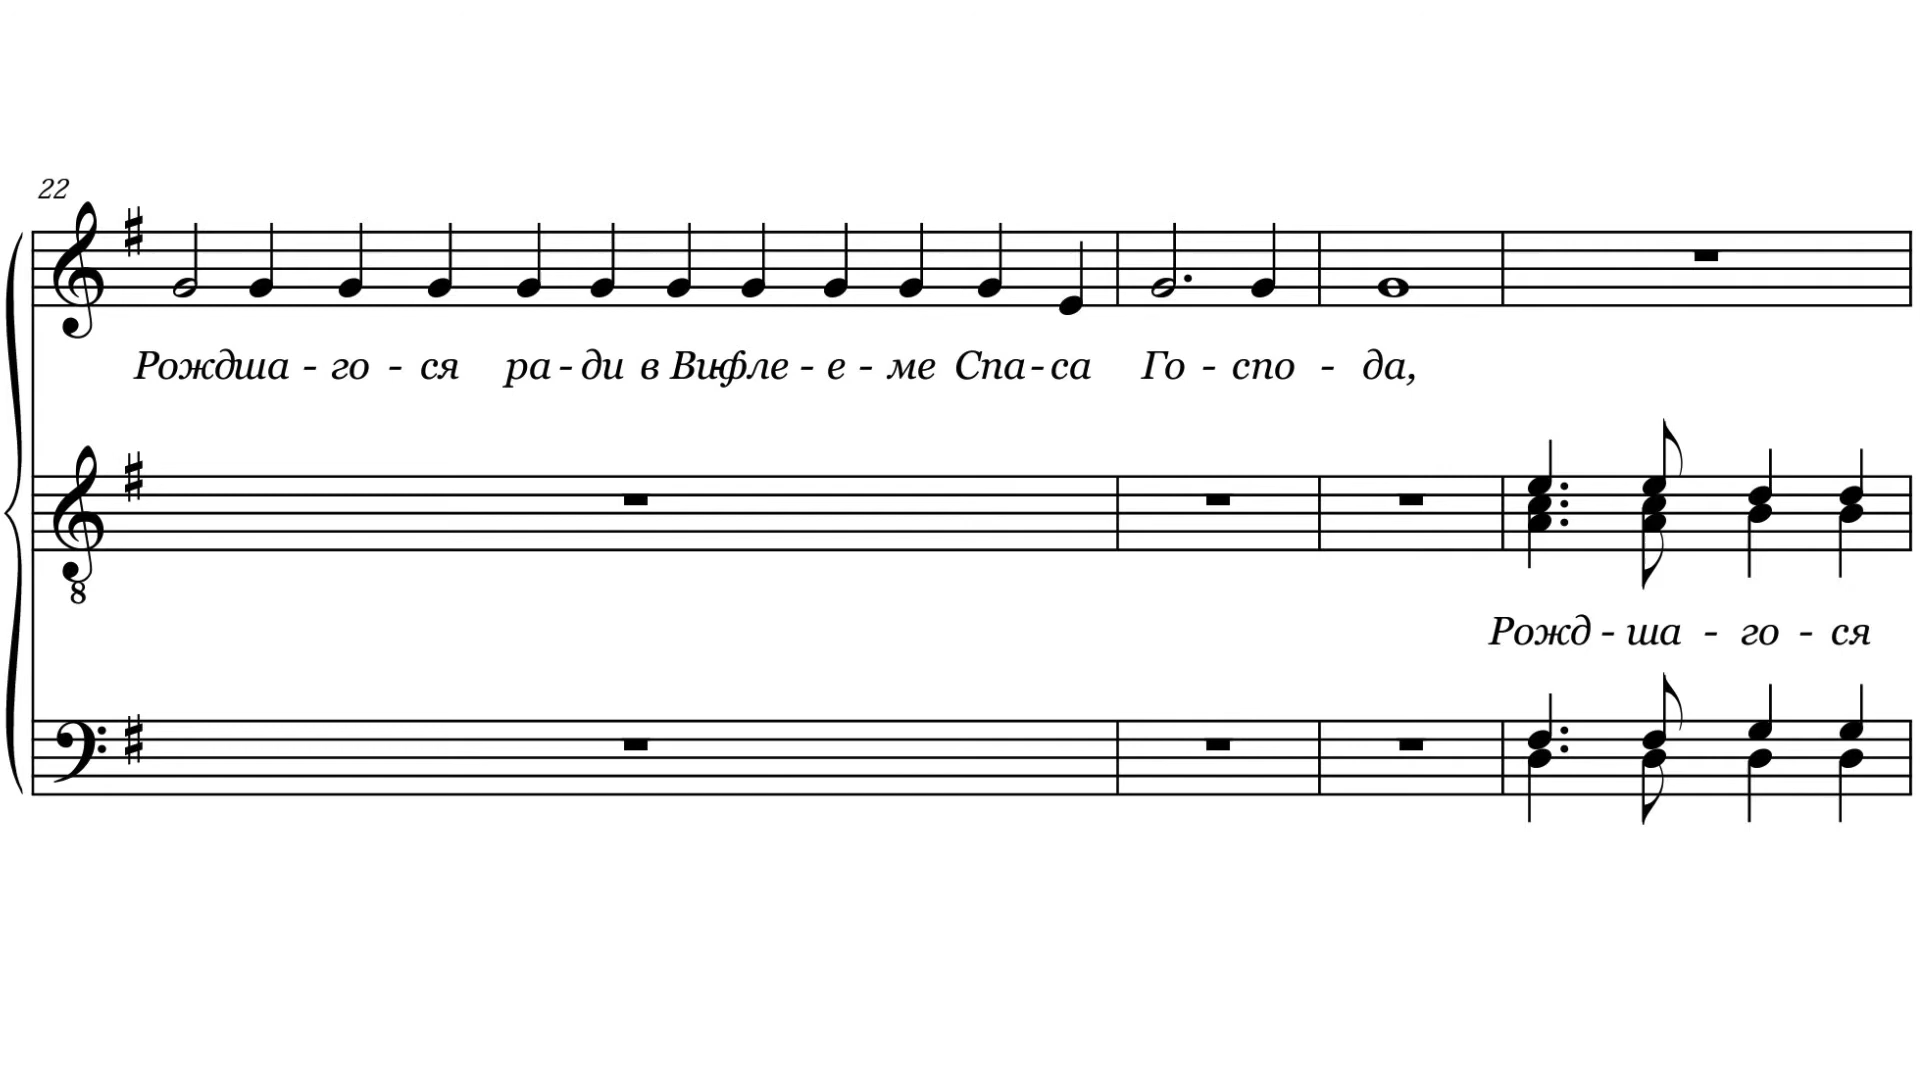 22
Рождша - го - ся ра - ди в Вифле - е - ме Спа - са Го - спо - да,
8
Рожд - ша - го - ся